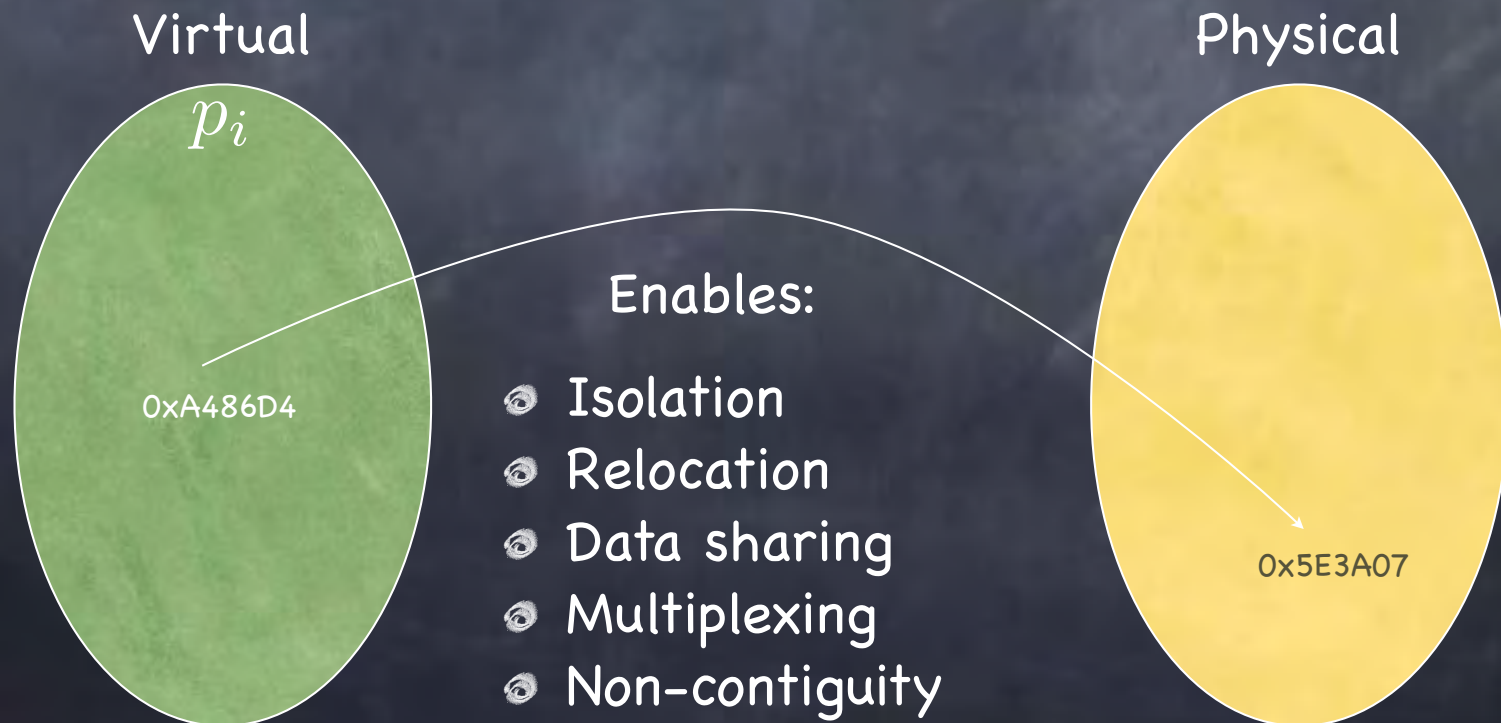 Virtual
Physical
p_i
Enables:
Isolation
0xA486D4
Relocation
Data sharing
0x5E3A07
Multiplexing
Non-contiguity